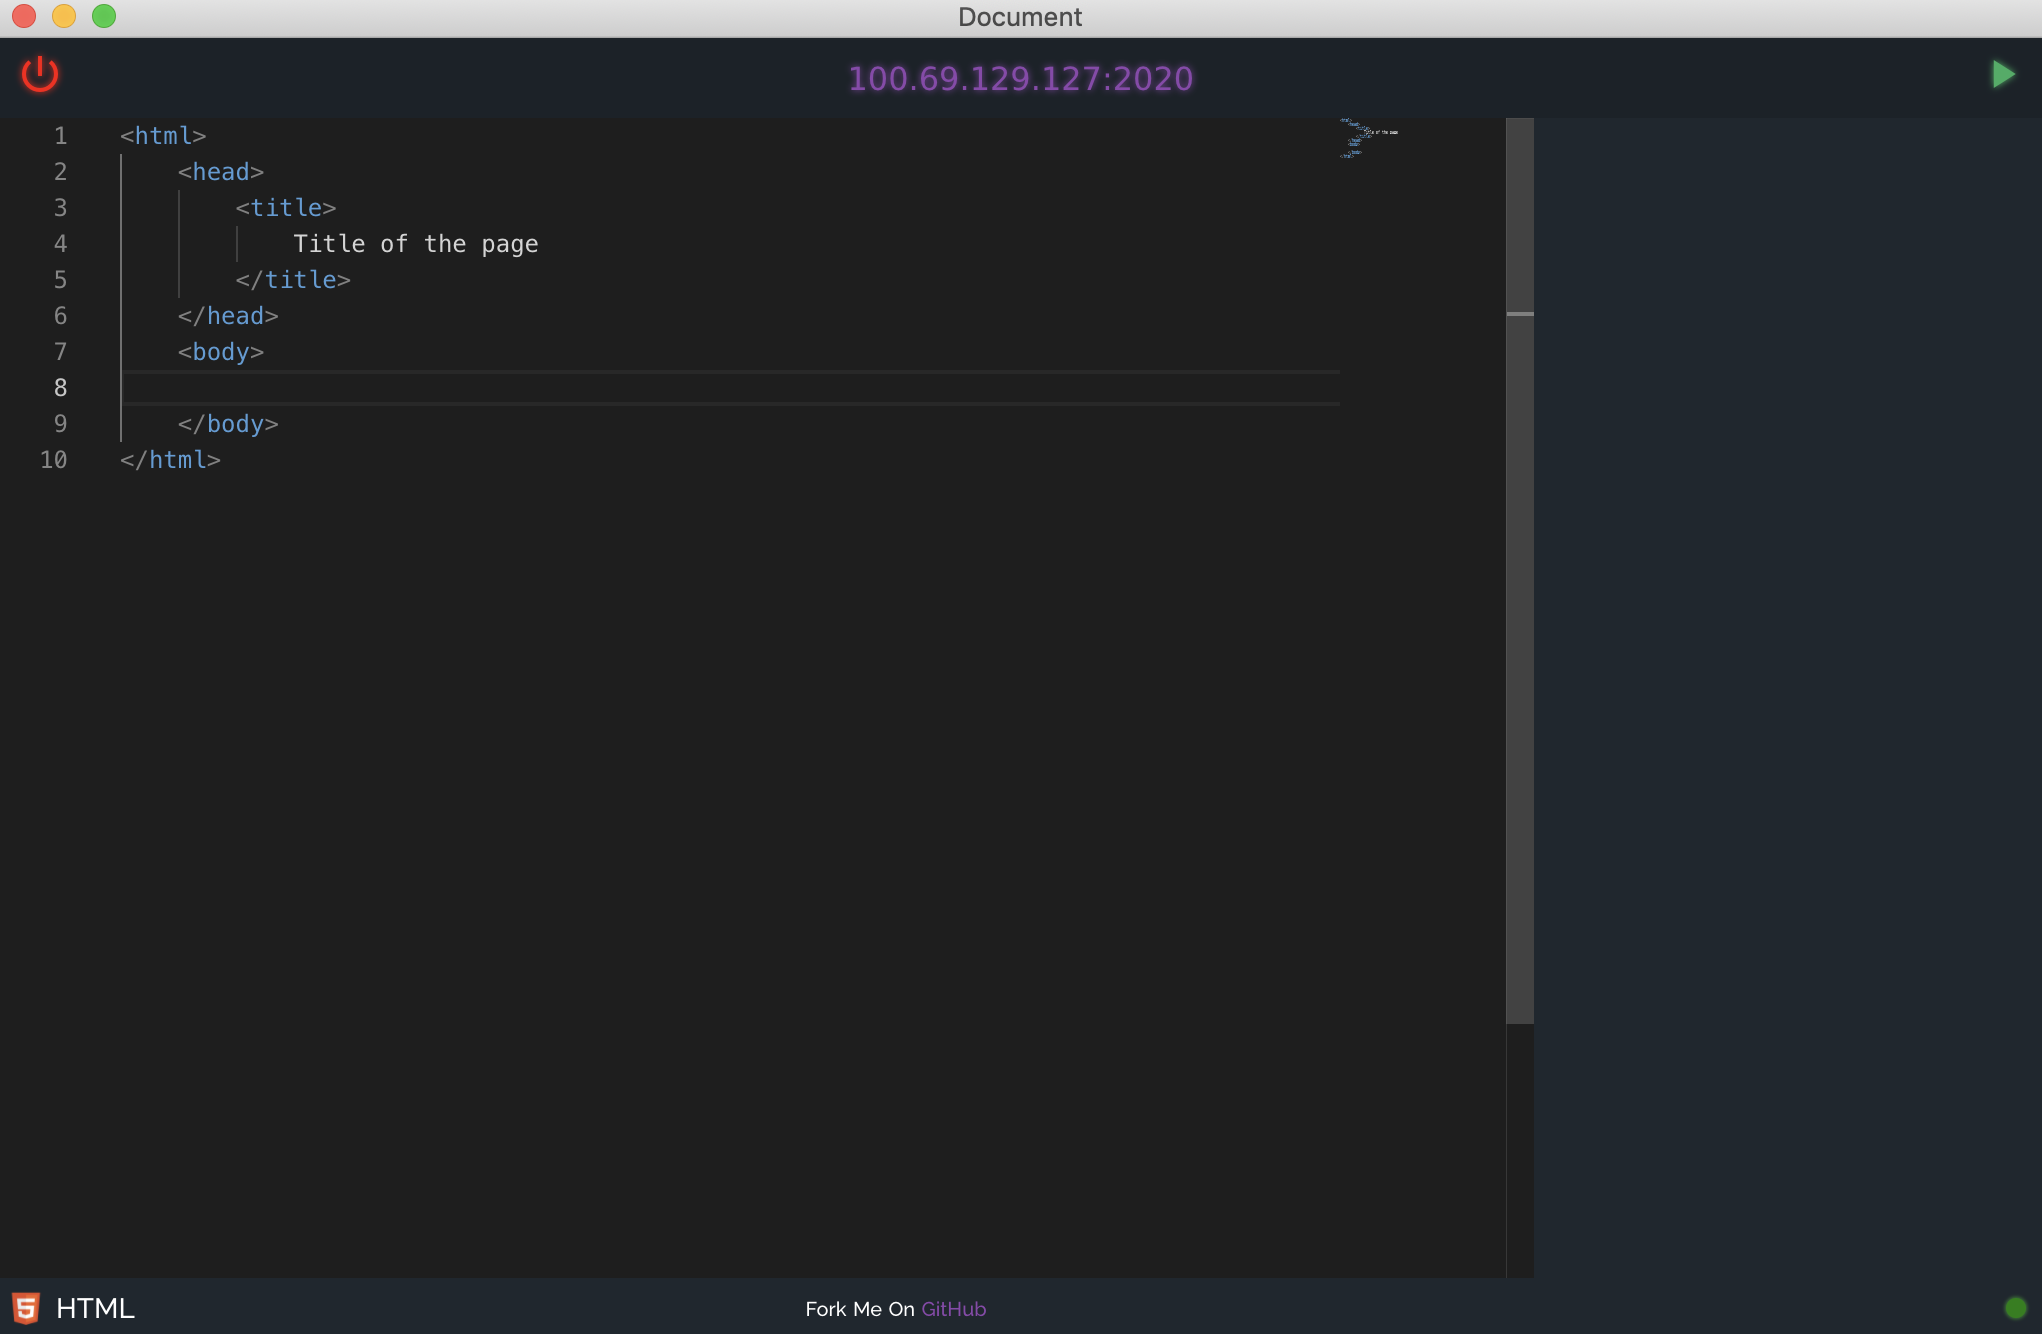 Document
100.69.129.127:2020
1 <html>
2 <head>
3 <title>
4 Title of the page
5 </title>
6 </head>
7 <body>
8
9 </body>
10 </html>
HTML
Fork Me On GitHub